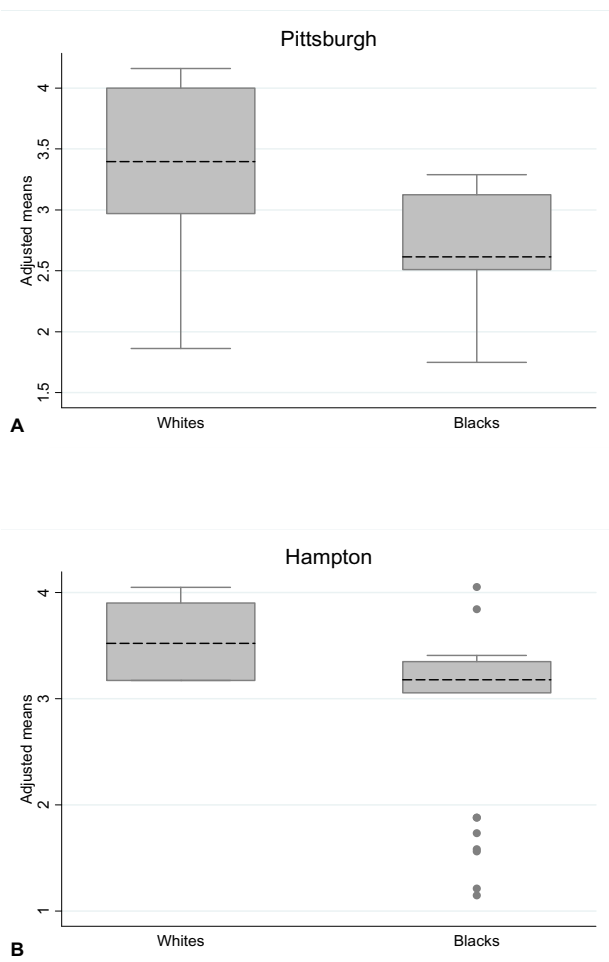 Pittsburgh
Adjusted means
4
3.5
3
2.5
2
1.5
Whites Blacks
A
Hampton
Adjusted means
4
3
2
1
Whites Blacks
B